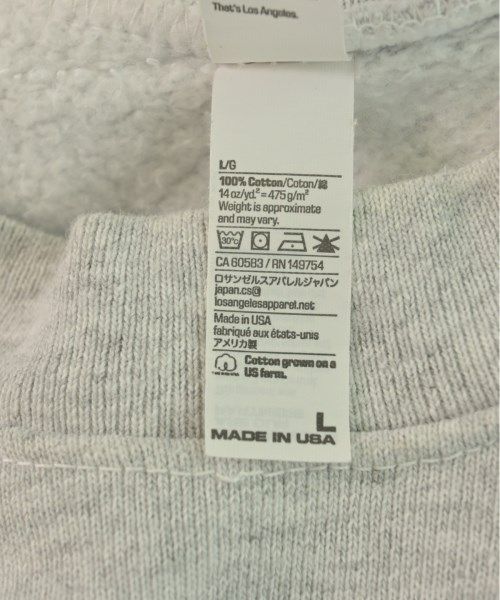 That's Los Angeles.
L/G
100% Cotton/Coton/綿
14 oz/yd.² = 475 g/m²
Weight is approximate
and may vary.
30°C
CA 60583 / RN 149754
ロサンゼルスアパレルジャパン
japan.cs@
losangelesapparel.net
Made in USA
fabriqué aux états-unis
アメリカ製
Cotton grown on a
US farm.
L
MADE IN USA